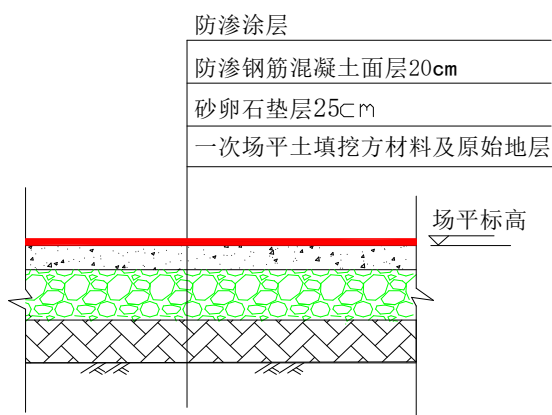 防渗涂层
防渗钢筋混凝土面层20cm
砂卵石垫层25cm
一次场平土填挖方材料及原始地层
场平标高